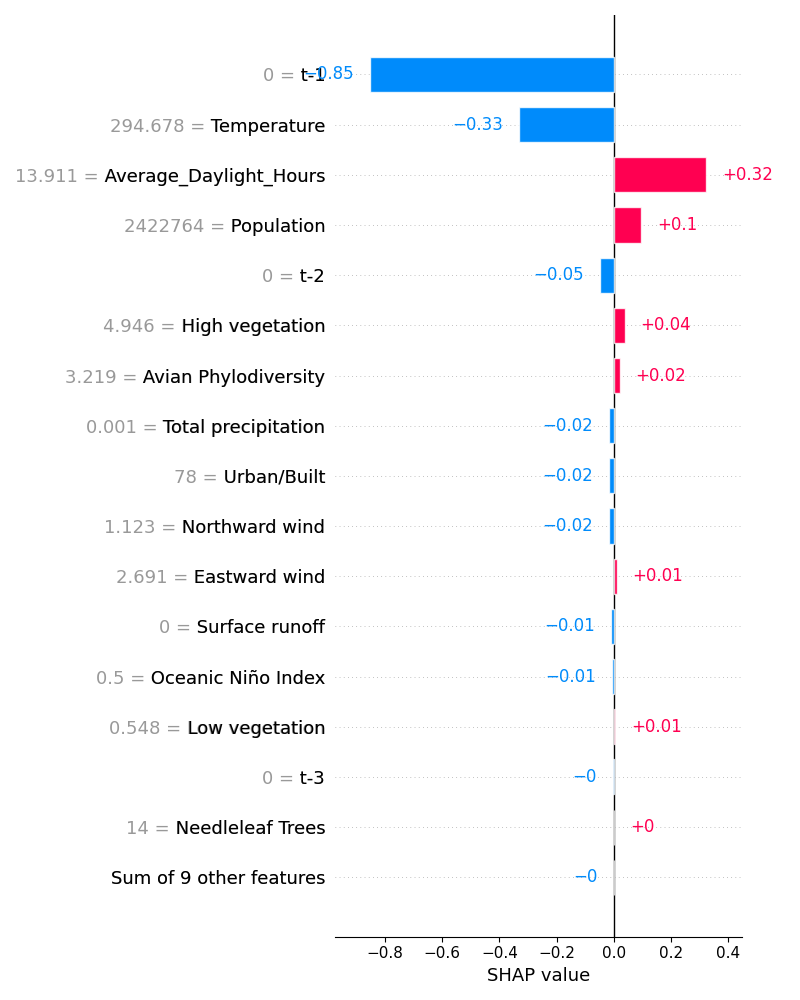 0 = t-1 −0.85
294.678 = Temperature −0.33
13.911 = Average_Daylight_Hours +0.32
2422764 = Population +0.1
0 = t-2 −0.05
4.946 = High vegetation +0.04
3.219 = Avian Phylodiversity +0.02
0.001 = Total precipitation −0.02
78 = Urban/Built −0.02
1.123 = Northward wind −0.02
2.691 = Eastward wind +0.01
0 = Surface runoff −0.01
0.5 = Oceanic Niño Index −0.01
0.548 = Low vegetation +0.01
0 = t-3 −0
14 = Needleleaf Trees +0
Sum of 9 other features −0
−0.8 −0.6 −0.4 −0.2 0.0 0.2 0.4
SHAP value